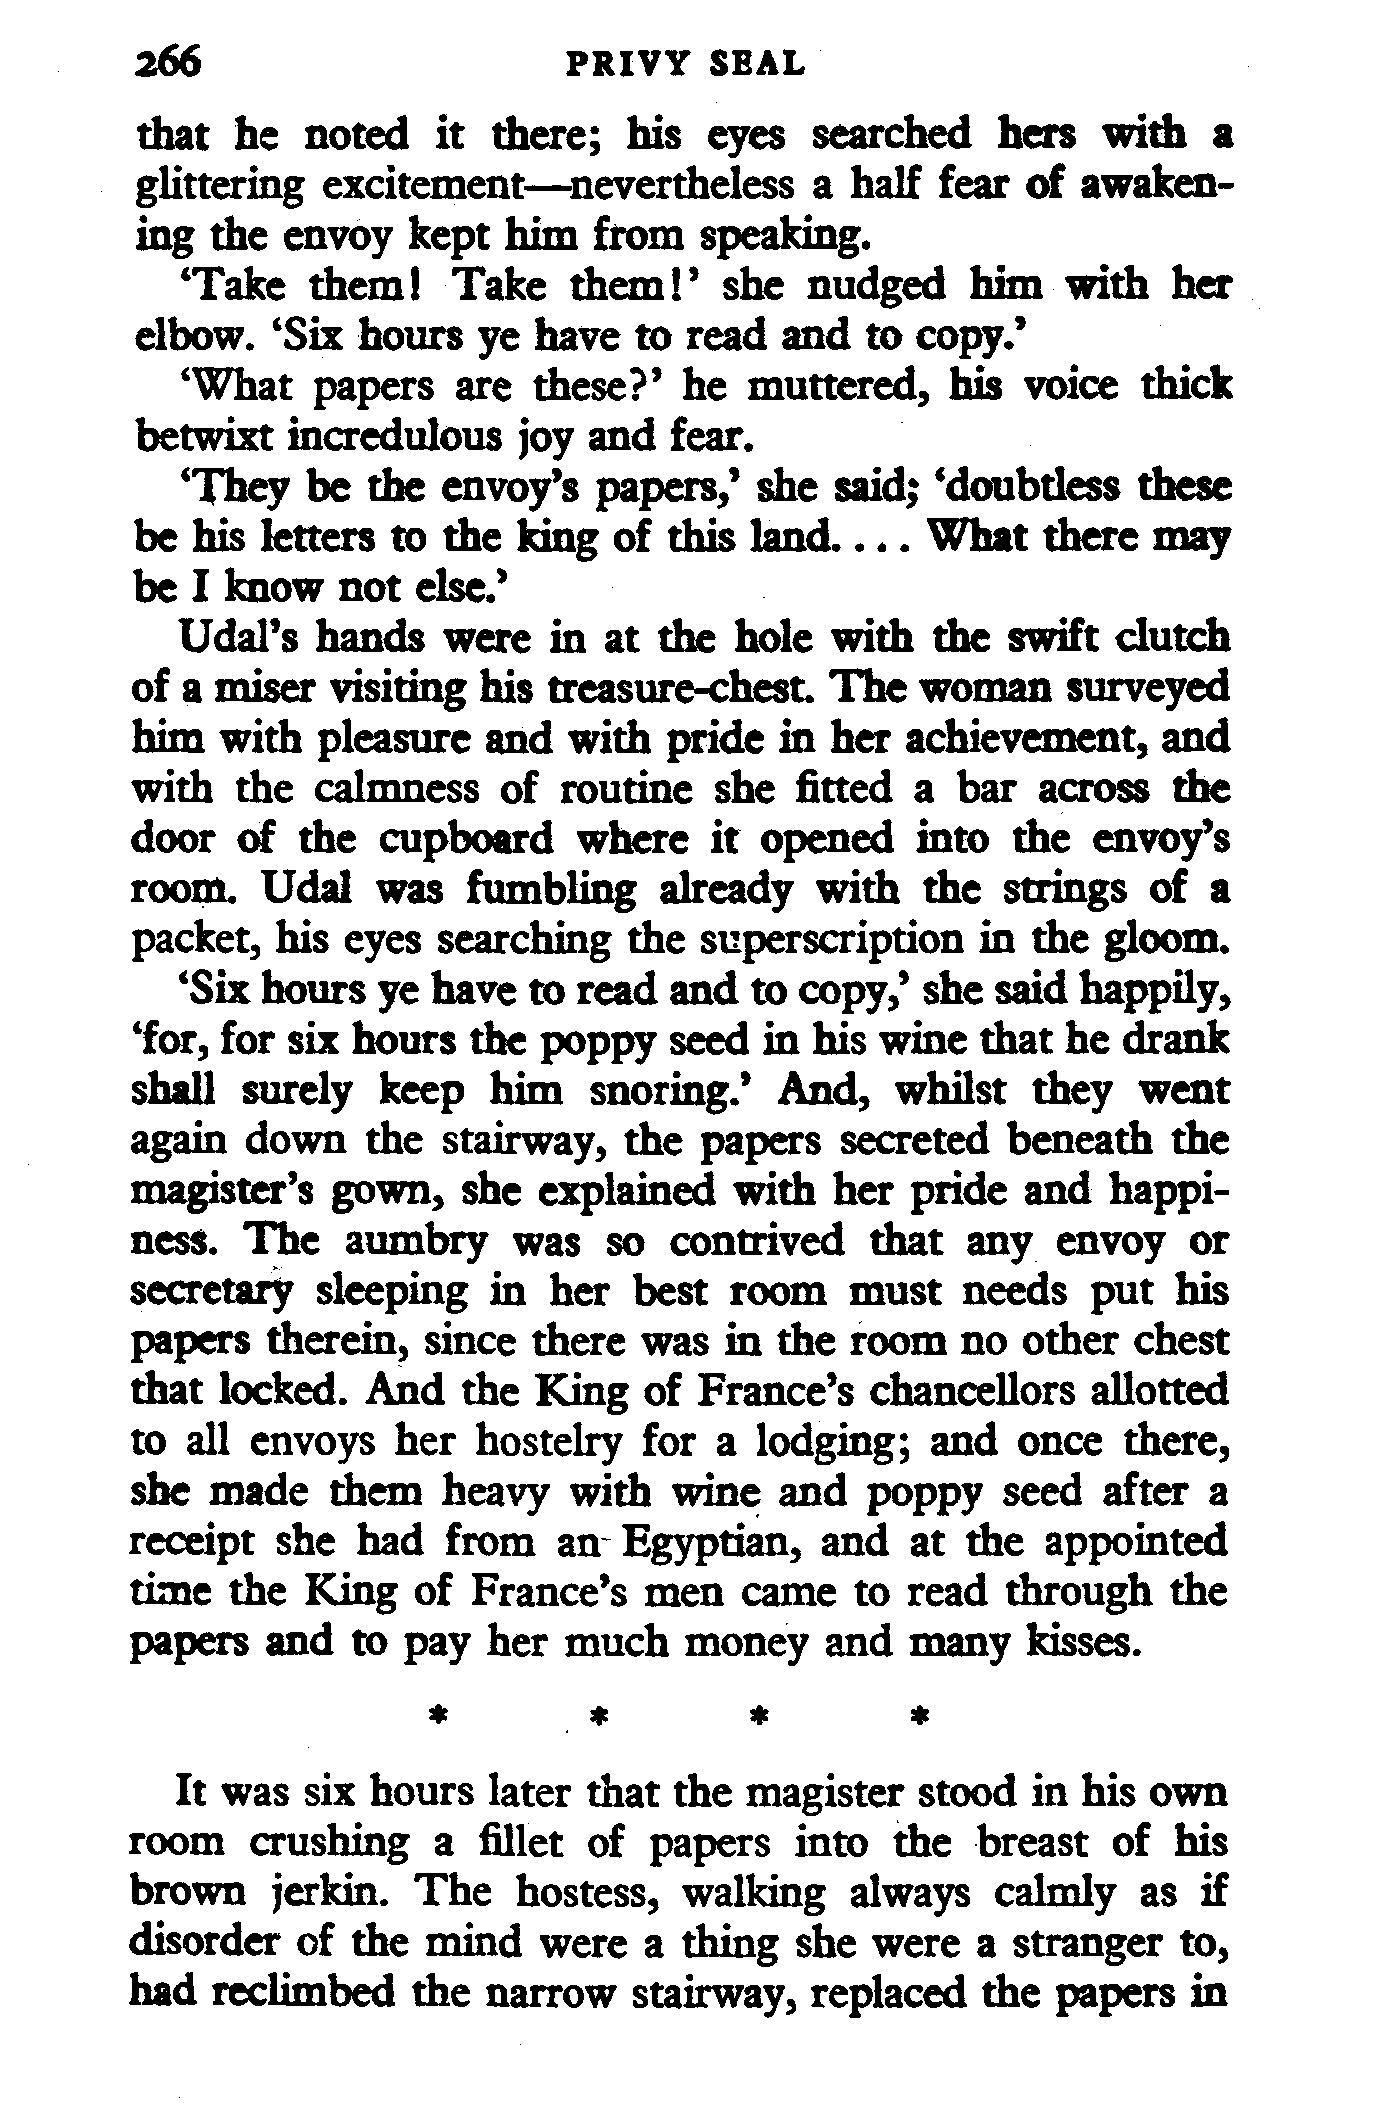 266 PRIVY SEAL
that he noted it there; his eyes searched hers with a
glittering excitement—nevertheless a half fear of awaken-
ing the envoy kept him from speaking.
‘Take them! Take them!’ she nudged him with her
elbow. ‘Six hours ye have to read and to copy.’
‘What papers are these?’ he muttered, his voice thick
betwixt incredulous joy and fear.
‘They be the envoy’s papers,’ she said; ‘doubtless these
be his letters to the king of this land. . . . What there may
be I know not else.’
Udal’s hands were in at the hole with the swift clutch
of a miser visiting his treasure-chest. The woman surveyed
him with pleasure and with pride in her achievement, and
with the calmness of routine she fitted a bar across the
door of the cupboard where it opened into the envoy’s
room. Udal was fumbling already with the strings of a
packet, his eyes searching the superscription in the gloom.
‘Six hours ye have to read and to copy,’ she said happily,
‘for, for six hours the poppy seed in his wine that he drank
shall surely keep him snoring.’ And, whilst they went
again down the stairway, the papers secreted beneath the
magister’s gown, she explained with her pride and happi-
ness. The aumbry was so contrived that any envoy or
secretary sleeping in her best room must needs put his
papers therein, since there was in the room no other chest
that locked. And the King of France’s chancellors allotted
to all envoys her hostelry for a lodging; and once there,
she made them heavy with wine and poppy seed after a
receipt she had from an Egyptian, and at the appointed
time the King of France’s men came to read through the
papers and to pay her much money and many kisses.
* * * *
It was six hours later that the magister stood in his own
room crushing a fillet of papers into the breast of his
brown jerkin. The hostess, walking always calmly as if
disorder of the mind were a thing she were a stranger to,
had reclimbed the narrow stairway, replaced the papers in